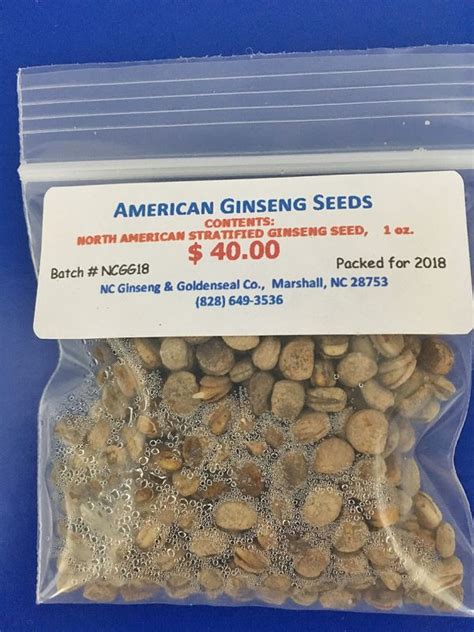 AMERICAN GINSENG SEEDS
CONTENTS:
NORTH AMERICAN STRATIFIED GINSENG SEED, 1 oz.
$ 40.00
Batch # NCGG18 Packed for 2018
NC Ginseng & Goldenseal Co., Marshall, NC 28753
(828) 649-3536